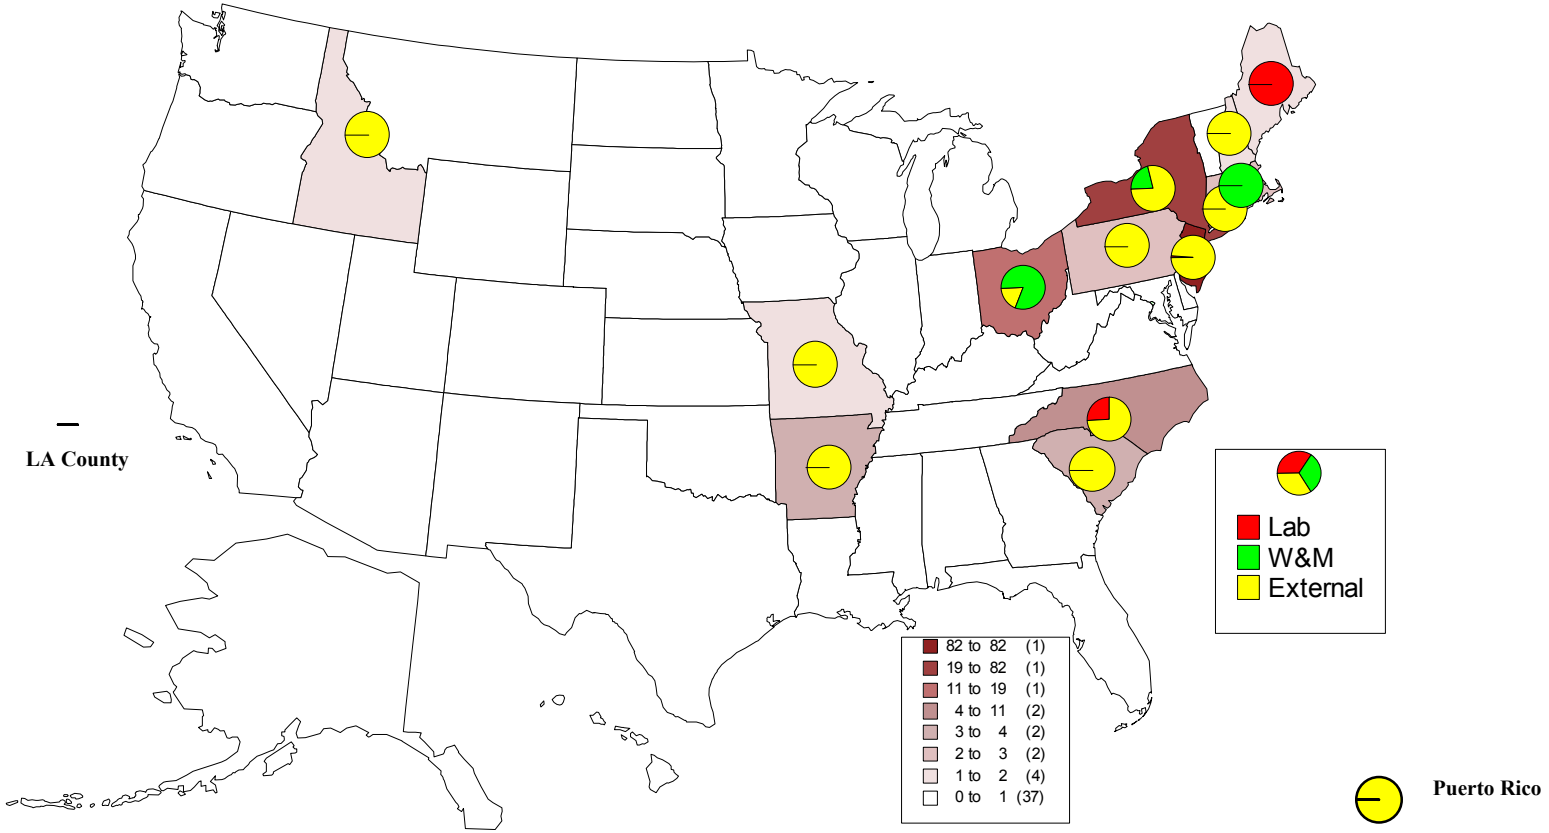 LA County
Lab
W&M
External
82 to 82 (1)
19 to 82 (1)
11 to 19 (1)
4 to 11 (2)
3 to 4 (2)
2 to 3 (2)
1 to 2 (4)
0 to 1 (37)
Puerto Rico